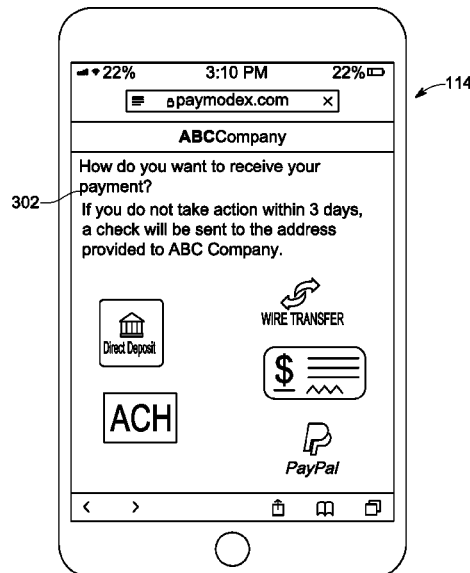 22% 3:10 PM 22%
114
paymodex.com ×
ABCCompany
How do you want to receive your
payment?
302
If you do not take action within 3 days,
a check will be sent to the address
provided to ABC Company.
WIRE TRANSFER
Direct Deposit
$
ACH
PayPal